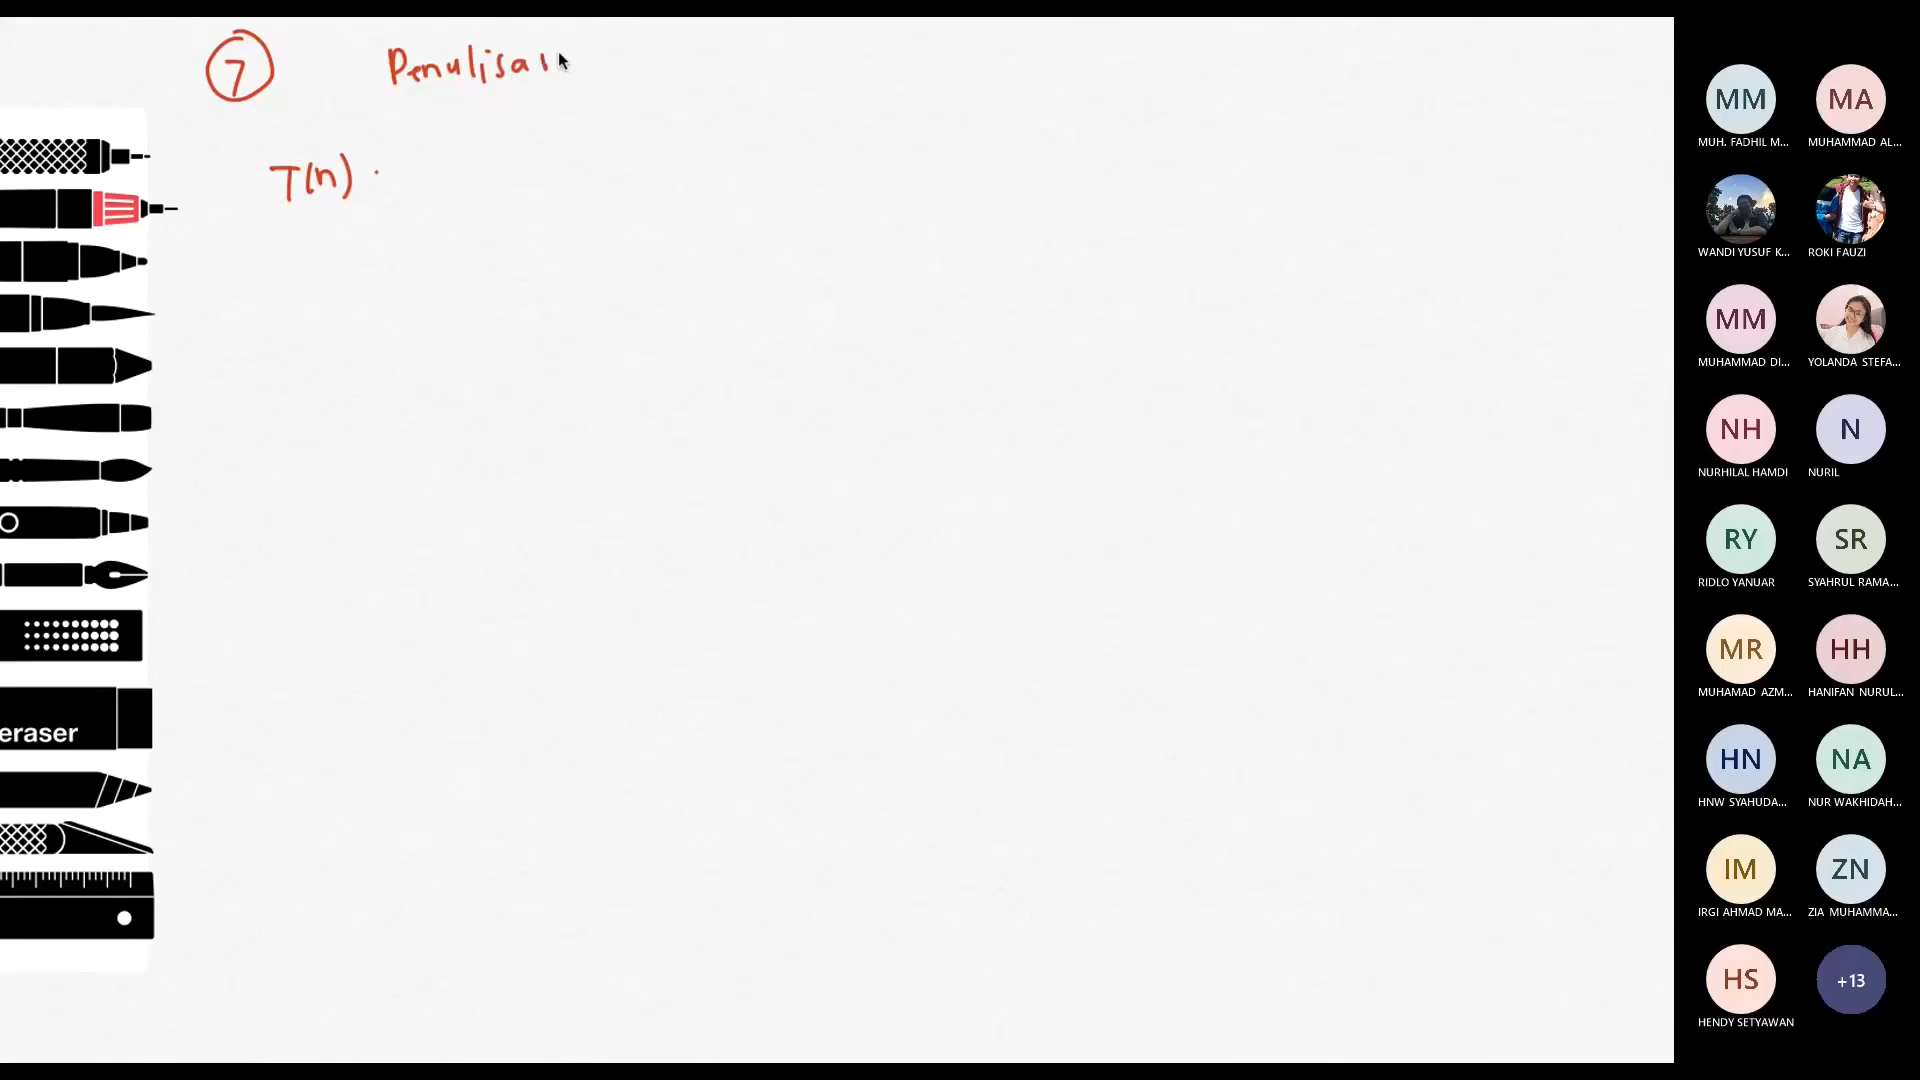 7 Penulisa
T(n)
eraser
MM MA
MUH. FADHIL M... MUHAMMAD AL...
WANDI YUSUF K... ROKI FAUZI
MM
MUHAMMAD DI... YOLANDA STEFA...
NH N
NURHILAL HAMDI NURIL
RY SR
RIDLO YANUAR SYAHRUL RAMA...
MR HH
MUHAMAD AZM... HANIFAN NURUL...
HN NA
HNW SYAHUDA... NUR WAKHIDAH...
IM ZN
IRGI AHMAD MA... ZIA MUHAMMA...
HS +13
HENDY SETYAWAN